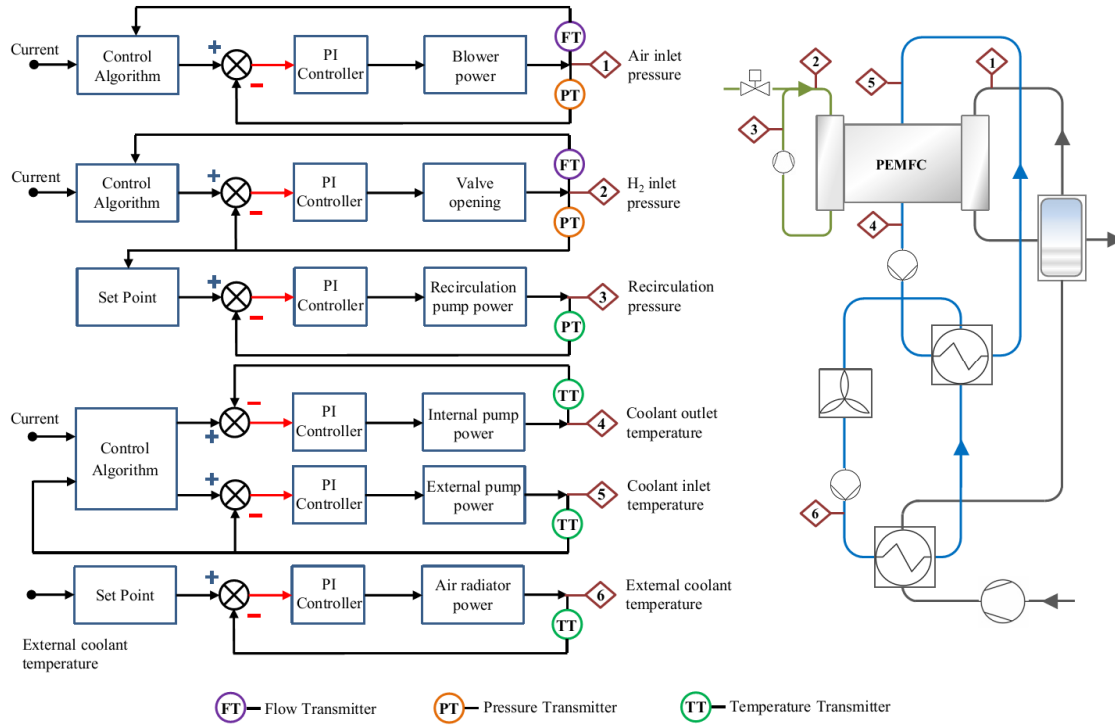 Current
Control
Algorithm
+
−
PI
Controller
Blower
power
FT
PT
1
Air inlet
pressure
Current
Control
Algorithm
+
−
PI
Controller
Valve
opening
FT
PT
2
H₂ inlet
pressure
Set Point
+
−
PI
Controller
Recirculation
pump power
PT
3
Recirculation
pressure
Current
Control
Algorithm
−
+
PI
Controller
Internal pump
power
TT
4
Coolant outlet
temperature
+
−
PI
Controller
External pump
power
TT
5
Coolant inlet
temperature
External coolant
temperature
Set Point
+
−
PI
Controller
Air radiator
power
TT
6
External coolant
temperature
2
5
1
3
PEMFC
4
6
FT Flow Transmitter
PT Pressure Transmitter
TT Temperature Transmitter